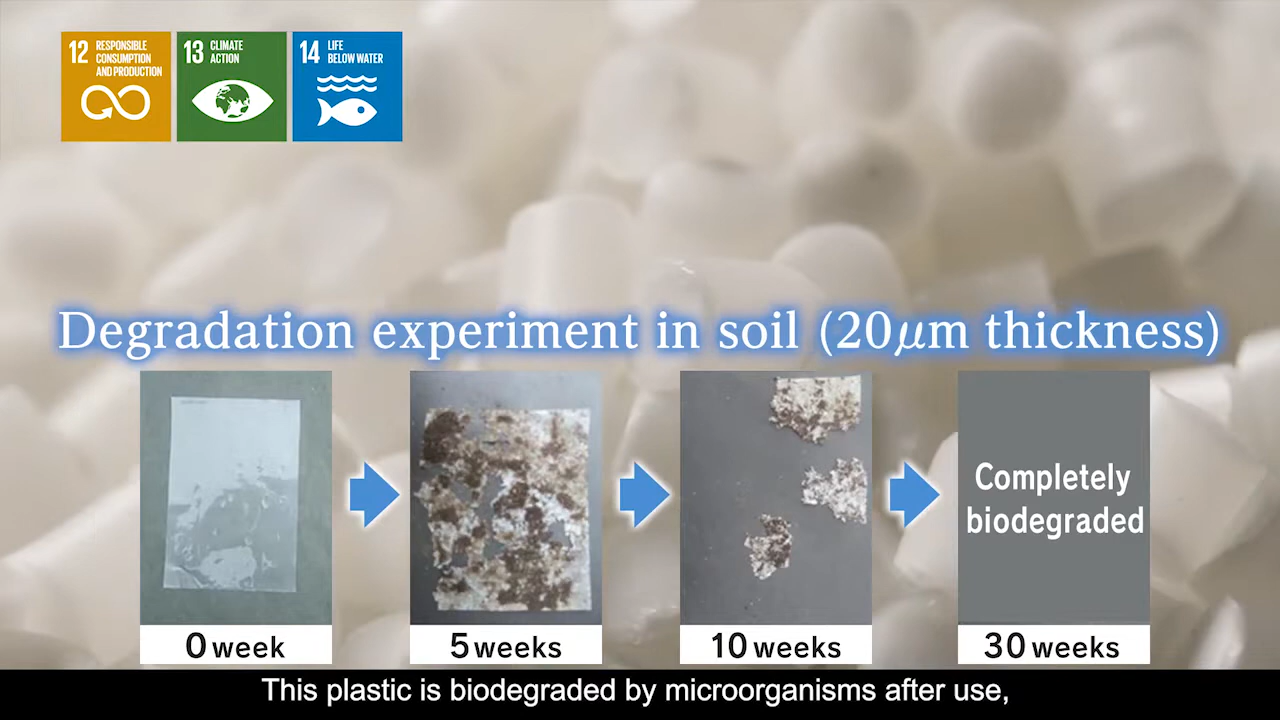 12 RESPONSIBLE
CONSUMPTION
AND PRODUCTION
13 CLIMATE
ACTION
14 LIFE
BELOW WATER
Degradation experiment in soil (20μm thickness)
Completely
biodegraded
0 week
5 weeks
10 weeks
30 weeks
This plastic is biodegraded by microorganisms after use,